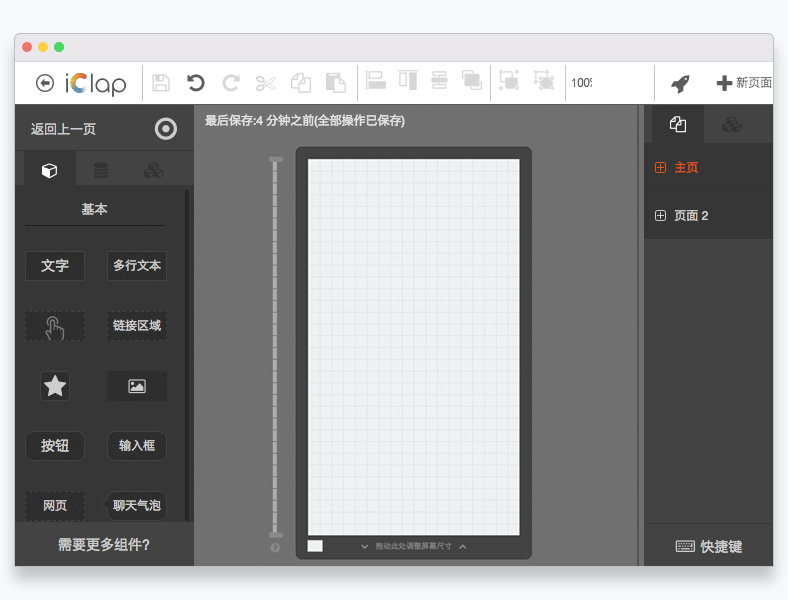 iClap
100%
新页面
返回上一页
最后保存:4 分钟之前(全部操作已保存)
基本
文字
多行文本
链接区域
按钮
输入框
网页
聊天气泡
需要更多组件?
拖动此处调整屏幕尺寸
主页
页面 2
快捷键